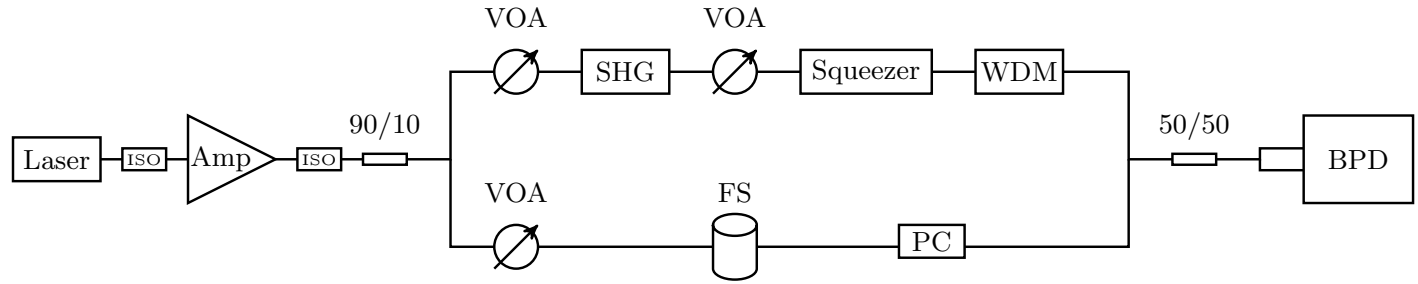 VOA
VOA
SHG
Squeezer
WDM
90/10
50/50
Laser
ISO
Amp
ISO
BPD
VOA
FS
PC